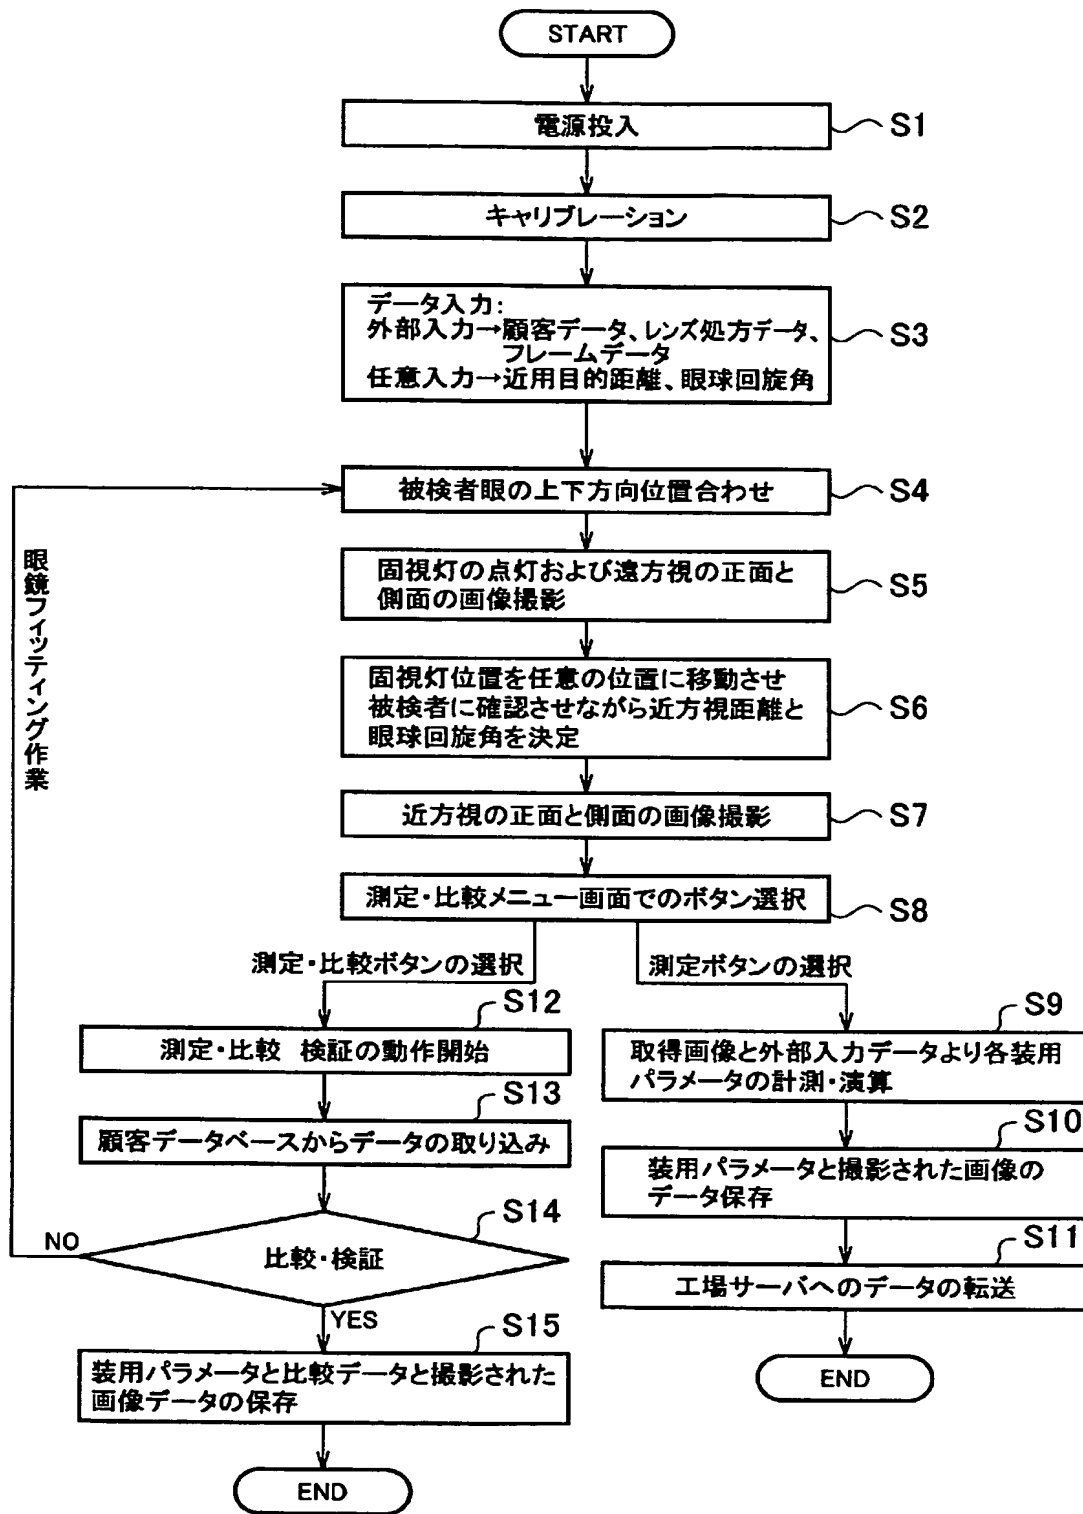 START
電源投入
S1
キャリブレーション
S2
データ入力:
外部入力→顧客データ、レンズ処方データ、
フレームデータ
任意入力→近用目的距離、眼球回旋角
S3
被検者眼の上下方向位置合わせ
S4
眼鏡フィッティング作業
固視灯の点灯および遠方視の正面と
側面の画像撮影
S5
固視灯位置を任意の位置に移動させ
被検者に確認させながら近方視距離と
眼球回旋角を決定
S6
近方視の正面と側面の画像撮影
S7
測定・比較メニュー画面でのボタン選択
S8
測定・比較ボタンの選択
測定ボタンの選択
S12
測定・比較 検証の動作開始
S13
顧客データベースからデータの取り込み
S14
比較・検証
NO
YES
S15
装用パラメータと比較データと撮影された
画像データの保存
END
S9
取得画像と外部入力データより各装用
パラメータの計測・演算
S10
装用パラメータと撮影された画像の
データ保存
S11
工場サーバへのデータの転送
END